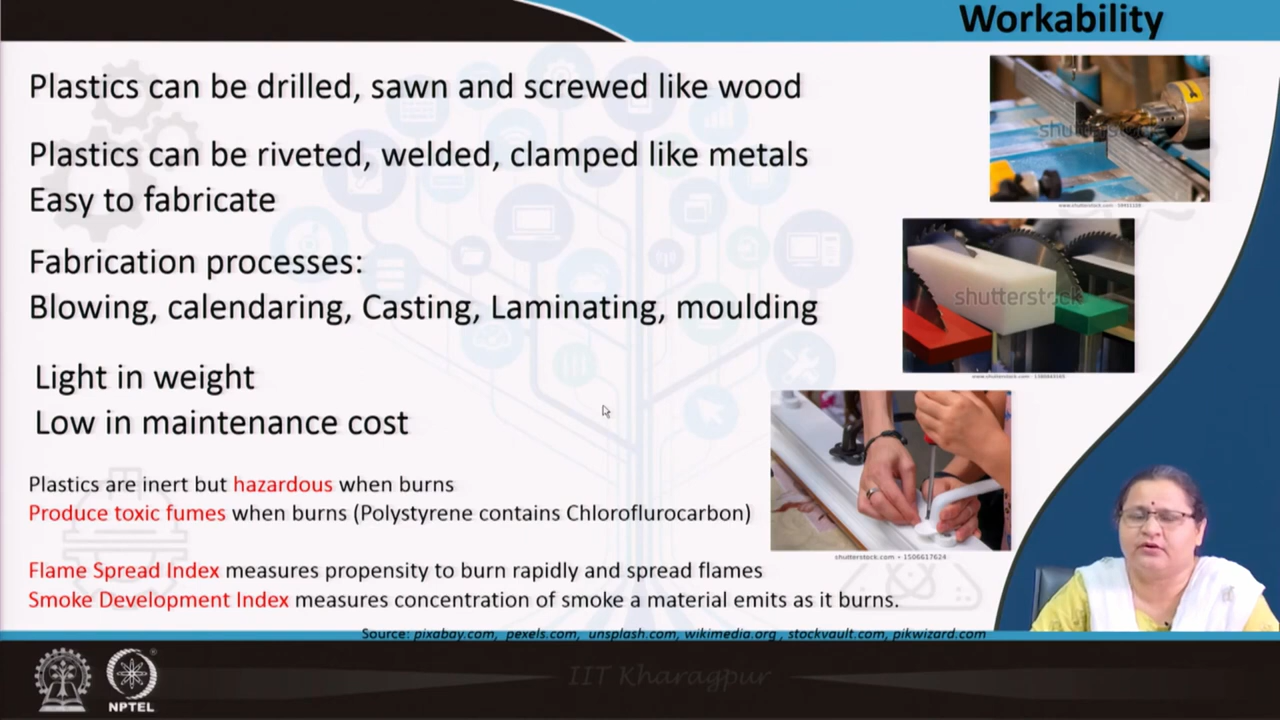 Workability
Plastics can be drilled, sawn and screwed like wood
Plastics can be riveted, welded, clamped like metals
Easy to fabricate
Fabrication processes:
Blowing, calendaring, Casting, Laminating, moulding
Light in weight
Low in maintenance cost
Plastics are inert but hazardous when burns
Produce toxic fumes when burns (Polystyrene contains Chloroflurocarbon)
Flame Spread Index measures propensity to burn rapidly and spread flames
Smoke Development Index measures concentration of smoke a material emits as it burns.
shutterstock
shutterstock
shutterstock.com • 1506617624
Source: pixabay.com, pexels.com, unsplash.com, wikimedia.org , stockvault.com, pikwizard.com
IIT Kharagpur
NPTEL